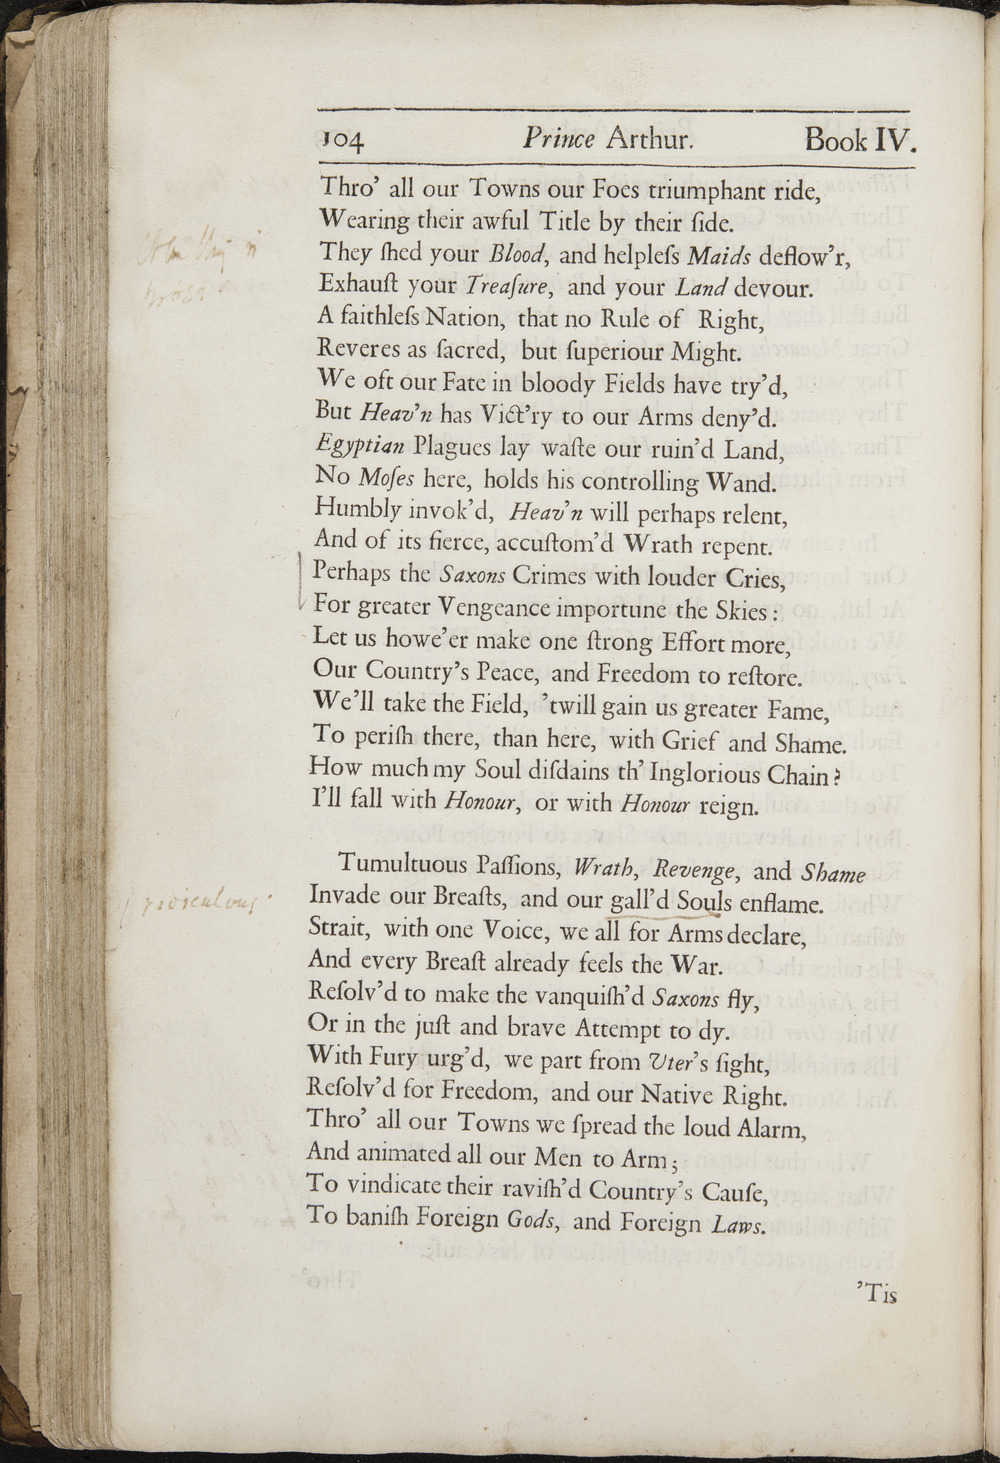 104 Prince Arthur. Book IV.
Thro' all our Towns our Foes triumphant ride,
Wearing their awful Title by their ſide.
They ſhed your Blood, and helpleſs Maids deflow'r,
Exhauſt your Treaſure, and your Land devour.
A faithleſs Nation, that no Rule of Right,
Reveres as ſacred, but ſuperiour Might.
We oft our Fate in bloody Fields have try'd,
But Heav'n has Vict'ry to our Arms deny'd.
Egyptian Plagues lay waſte our ruin'd Land,
No Moſes here, holds his controlling Wand.
Humbly invok'd, Heav'n will perhaps relent,
And of its fierce, accuſtom'd Wrath repent.
Perhaps the Saxons Crimes with louder Cries,
For greater Vengeance importune the Skies:
Let us howe'er make one ſtrong Effort more,
Our Country's Peace, and Freedom to reſtore.
We'll take the Field, 'twill gain us greater Fame,
To periſh there, than here, with Grief and Shame.
How much my Soul diſdains th' Inglorious Chain?
I'll fall with Honour, or with Honour reign.
Tumultuous Paſſions, Wrath, Revenge, and Shame
Invade our Breaſts, and our gall'd Souls enflame.
ridiculous
Strait, with one Voice, we all for Arms declare,
And every Breaſt already feels the War.
Reſolv'd to make the vanquiſh'd Saxons fly,
Or in the juſt and brave Attempt to dy.
With Fury urg'd, we part from Uter's ſight,
Reſolv'd for Freedom, and our Native Right.
Thro' all our Towns we ſpread the loud Alarm,
And animated all our Men to Arm;
To vindicate their raviſh'd Country's Cauſe,
To baniſh Foreign Gods, and Foreign Laws.
'Tis